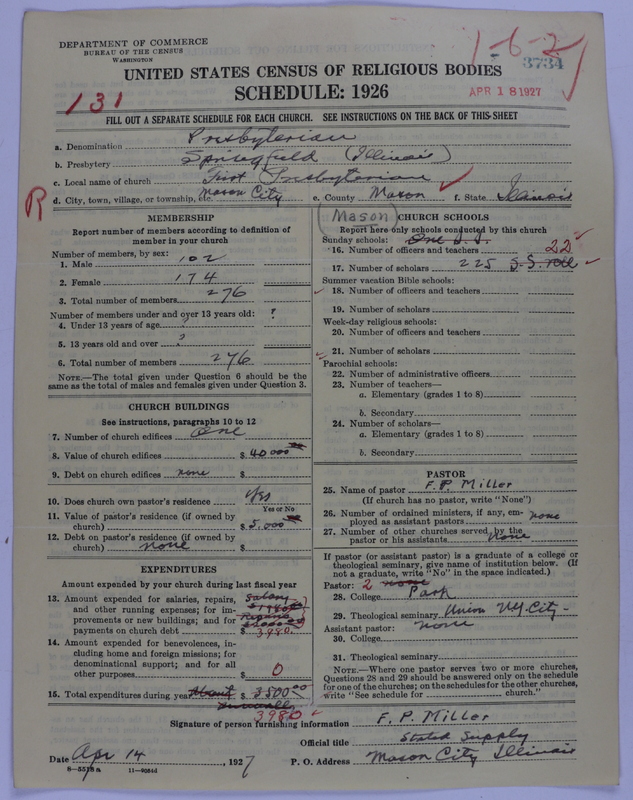 DEPARTMENT OF COMMERCE
BUREAU OF THE CENSUS
WASHINGTON
1-6-2
3734
UNITED STATES CENSUS OF RELIGIOUS BODIES
SCHEDULE: 1926
APR 18 1927
131
FILL OUT A SEPARATE SCHEDULE FOR EACH CHURCH. SEE INSTRUCTIONS ON THE BACK OF THIS SHEET
a. Denomination Presbyterian
b. Presbytery Springfield (Illinois)
c. Local name of church First Presbyterian
R
d. City, town, village, or township, etc. Mason City e. County Mason f. State Illinois
(Mason)
MEMBERSHIP
Report number of members according to definition of member in your church
Number of members, by sex:
1. Male 102
2. Female 174
3. Total number of members 276
Number of members under and over 13 years old: ?
4. Under 13 years of age ?
5. 13 years old and over ?
6. Total number of members 276
NOTE.—The total given under Question 6 should be the same as the total of males and females given under Question 3.
CHURCH BUILDINGS
See instructions, paragraphs 10 to 12
7. Number of church edifices One
8. Value of church edifices $ 40,000
9. Debt on church edifices none $
10. Does church own pastor's residence Yes
Yes or No
11. Value of pastor's residence (if owned by church) $ 5,000
12. Debt on pastor's residence (if owned by church) none $
EXPENDITURES
Amount expended by your church during last fiscal year
13. Amount expended for salaries, repairs, and other running expenses; for improvements or new buildings; and for payments on church debt Salary Repairs $ 3980.
14. Amount expended for benevolences, including home and foreign missions; for denominational support; and for all other purposes $ 0
15. Total expenditures during year About $ 3500.00
annually
3980
CHURCH SCHOOLS
Report here only schools conducted by this church
Sunday schools: One S.S.
16. Number of officers and teachers 22
17. Number of scholars 225 S.S. roll
Summer vacation Bible schools:
18. Number of officers and teachers
19. Number of scholars
Week-day religious schools:
20. Number of officers and teachers
21. Number of scholars
Parochial schools:
22. Number of administrative officers
23. Number of teachers—
a. Elementary (grades 1 to 8)
b. Secondary
24. Number of scholars—
a. Elementary (grades 1 to 8)
b. Secondary
PASTOR
25. Name of pastor F. P. Miller
(If church has no pastor, write "None")
26. Number of ordained ministers, if any, employed as assistant pastors none
27. Number of other churches served by the pastor or his assistants None
If pastor (or assistant pastor) is a graduate of a college or theological seminary, give name of institution below. (If not a graduate, write "No" in the space indicated.)
Pastor: 2 none
28. College Park
29. Theological seminary Union N.Y. City-
Assistant pastor: none
30. College
31. Theological seminary
NOTE.—Where one pastor serves two or more churches, Questions 28 and 29 should be answered only on the schedule for one of the churches; on the schedules for the other churches, write "See schedule for church."
Signature of person furnishing information F. P. Miller
Official title Stated Supply
Date Apr 14, 1927 P. O. Address Mason City Illinois
8—5518a 11—9084d